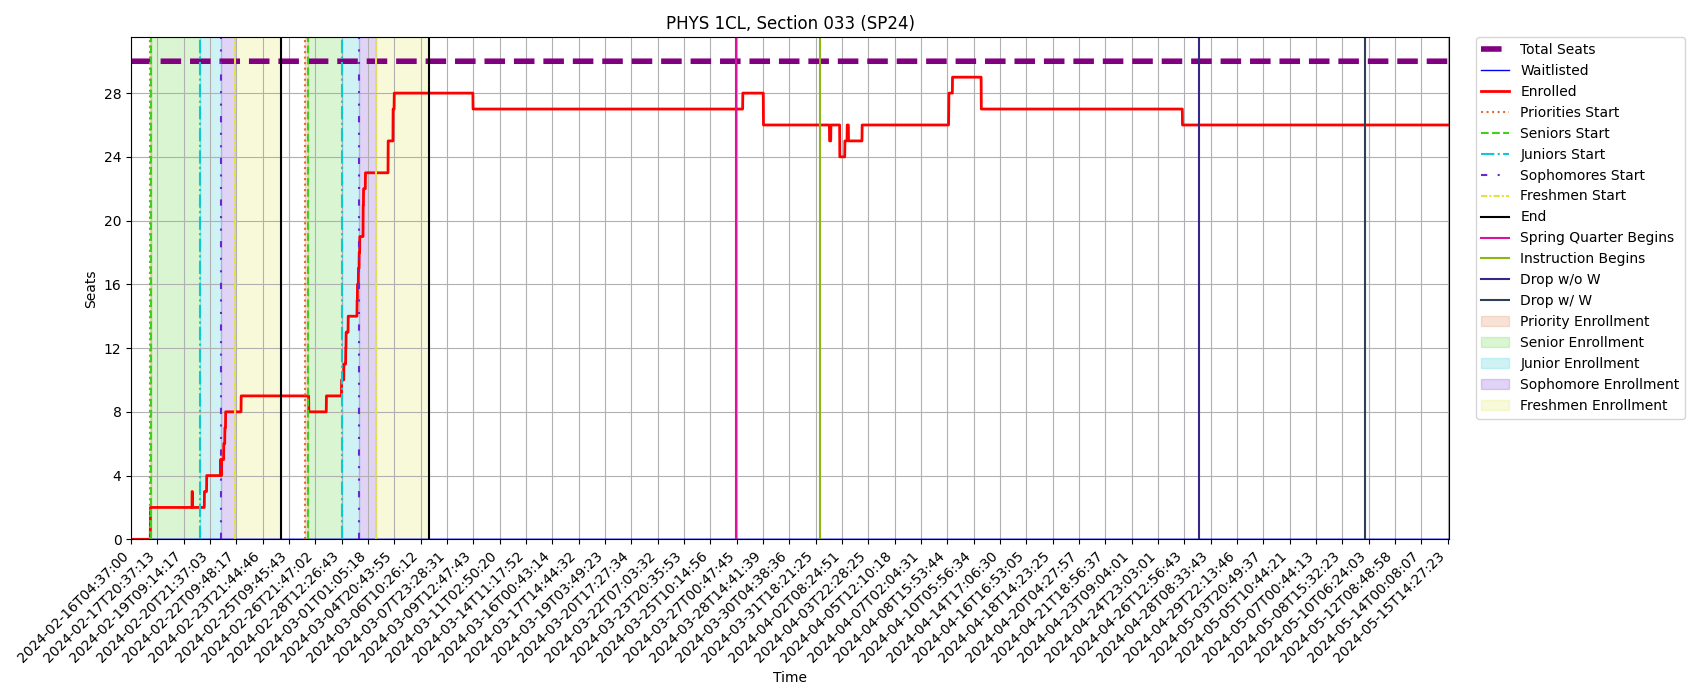 PHYS 1CL, Section 033 (SP24)
Seats
28
24
20
16
12
8
4
0
2024-02-16T04:37:00
2024-02-17T20:37:13
2024-02-19T09:14:17
2024-02-20T21:37:03
2024-02-22T09:48:17
2024-02-23T21:44:46
2024-02-25T09:45:43
2024-02-26T21:47:02
2024-02-28T12:26:43
2024-03-01T01:05:18
2024-03-04T20:43:55
2024-03-06T10:26:12
2024-03-07T23:28:31
2024-03-09T12:47:43
2024-03-11T02:50:20
2024-03-14T11:17:52
2024-03-16T00:43:14
2024-03-17T14:44:32
2024-03-19T03:49:23
2024-03-20T17:27:34
2024-03-22T07:03:32
2024-03-23T20:35:53
2024-03-25T10:14:56
2024-03-27T00:47:45
2024-03-28T14:41:39
2024-03-30T04:38:36
2024-03-31T18:21:25
2024-04-02T08:24:51
2024-04-03T22:28:25
2024-04-05T12:10:18
2024-04-07T02:04:31
2024-04-08T15:53:44
2024-04-10T05:56:34
2024-04-14T17:06:30
2024-04-16T16:53:05
2024-04-18T14:23:25
2024-04-20T04:27:57
2024-04-21T18:56:37
2024-04-23T09:04:01
2024-04-24T23:03:01
2024-04-26T12:56:43
2024-04-28T08:33:43
2024-04-29T22:13:46
2024-05-03T20:49:37
2024-05-05T10:44:21
2024-05-07T00:44:13
2024-05-08T15:32:23
2024-05-10T06:24:03
2024-05-12T08:48:58
2024-05-14T00:08:07
2024-05-15T14:27:23
Time
Total Seats
Waitlisted
Enrolled
Priorities Start
Seniors Start
Juniors Start
Sophomores Start
Freshmen Start
End
Spring Quarter Begins
Instruction Begins
Drop w/o W
Drop w/ W
Priority Enrollment
Senior Enrollment
Junior Enrollment
Sophomore Enrollment
Freshmen Enrollment